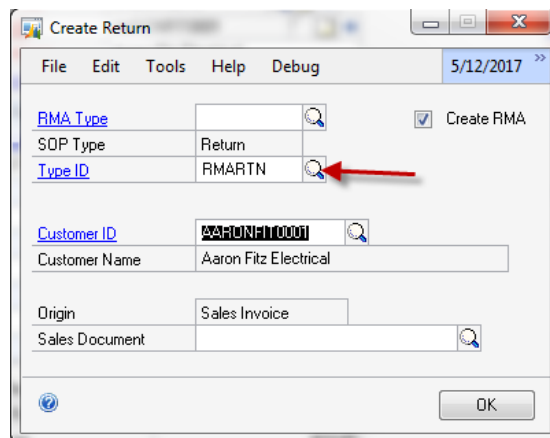 Create Return
File Edit Tools Help Debug 5/12/2017 »
RMA Type Create RMA
SOP Type Return
Type ID RMARTN
Customer ID AARONFIT0001
Customer Name Aaron Fitz Electrical
Origin Sales Invoice
Sales Document
OK